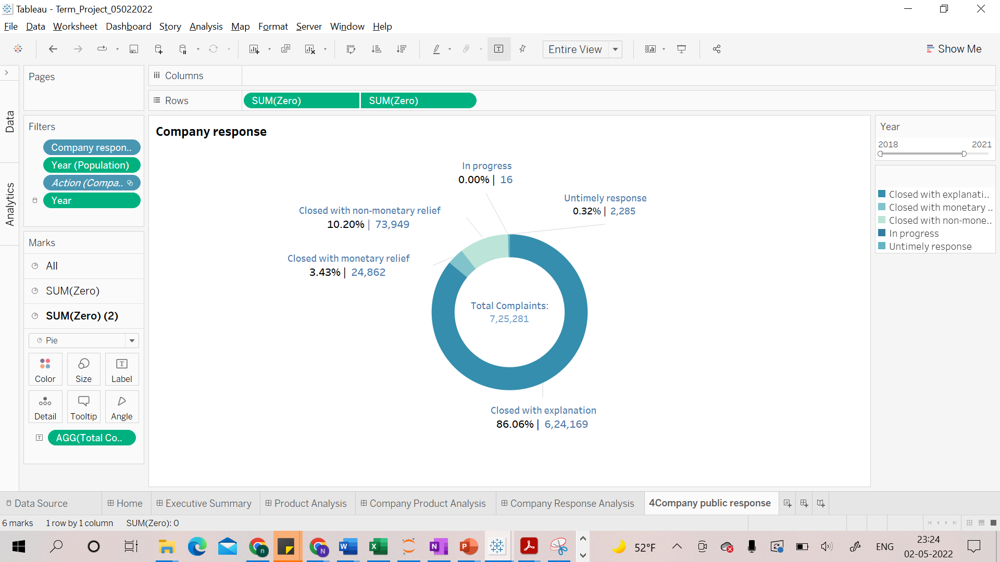 Tableau - Term_Project_05022022
File Data Worksheet Dashboard Story Analysis Map Format Server Window Help
Entire View
Show Me
Pages
Columns
Rows
SUM(Zero) SUM(Zero)
Data
Analytics
Filters
Company respon..
Year (Population)
Action (Compa..
Year
Marks
All
SUM(Zero)
SUM(Zero) (2)
Pie
Color Size Label
Detail Tooltip Angle
AGG(Total Co..
Company response
In progress
0.00% | 16
Untimely response
0.32% | 2,285
Closed with non-monetary relief
10.20% | 73,949
Closed with monetary relief
3.43% | 24,862
Total Complaints:
7,25,281
Closed with explanation
86.06% | 6,24,169
Year
2018 2021
Closed with explanati..
Closed with monetary ..
Closed with non-mone..
In progress
Untimely response
Data Source Home Executive Summary Product Analysis Company Product Analysis Company Response Analysis 4Company public response
6 marks 1 row by 1 column SUM(Zero): 0
52°F
ENG
23:24
02-05-2022